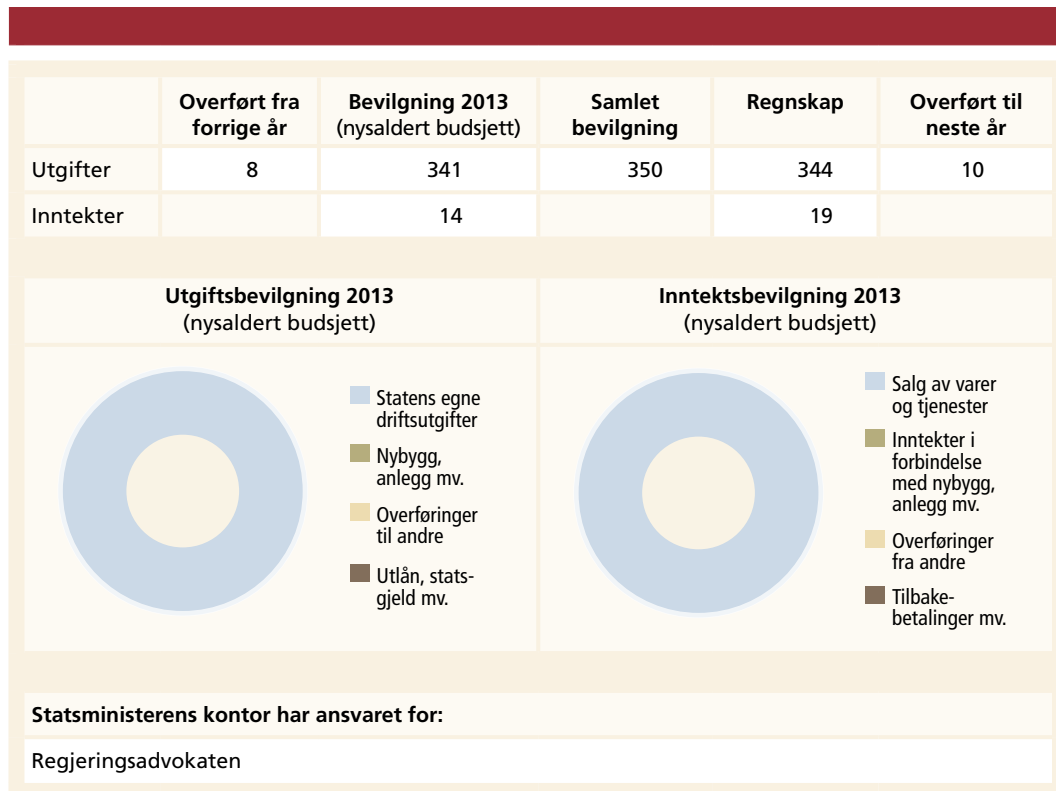 Overført fra
forrige år
Bevilgning 2013
(nysaldert budsjett)
Samlet
bevilgning
Regnskap
Overført til
neste år
Utgifter 8 341 350 344 10
Inntekter 14 19
Utgiftsbevilgning 2013
(nysaldert budsjett)
Statens egne
driftsutgifter
Nybygg,
anlegg mv.
Overføringer
til andre
Utlån, stats-
gjeld mv.
Inntektsbevilgning 2013
(nysaldert budsjett)
Salg av varer
og tjenester
Inntekter i
forbindelse
med nybygg,
anlegg mv.
Overføringer
fra andre
Tilbake-
betalinger mv.
Statsministerens kontor har ansvaret for:
Regjeringsadvokaten